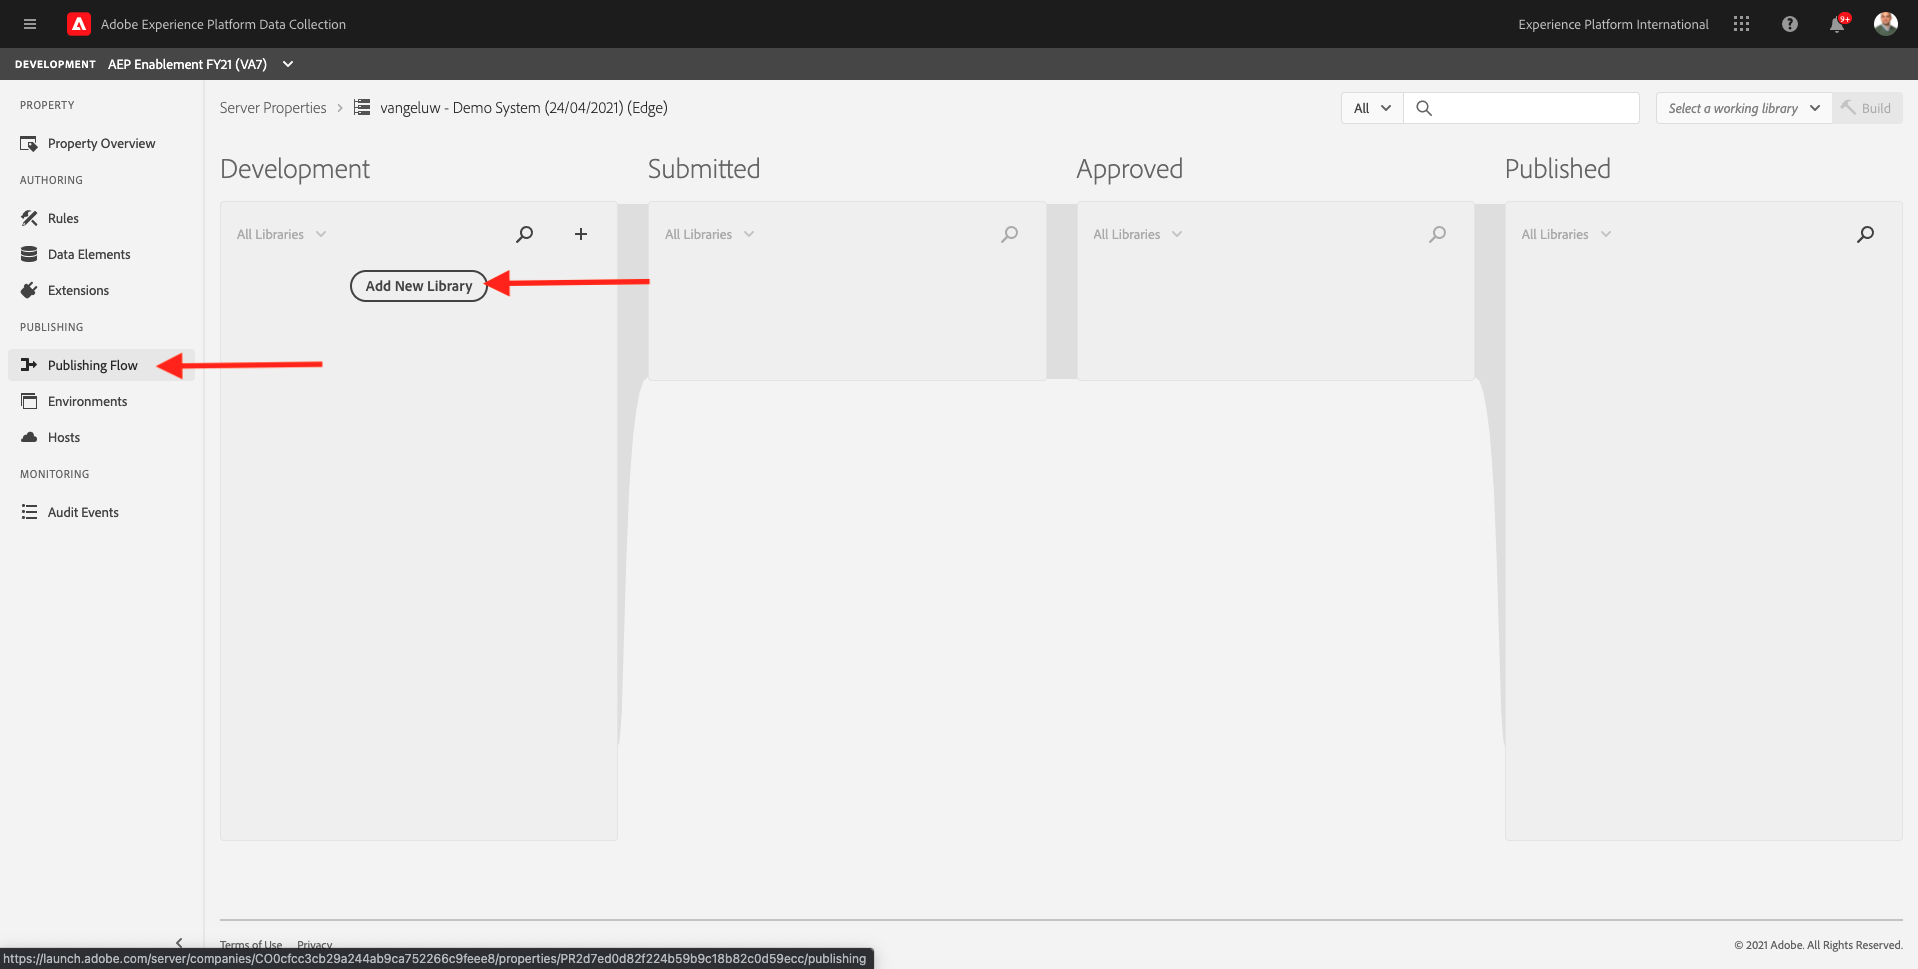 Adobe Experience Platform Data Collection
Experience Platform International
9+
DEVELOPMENT AEP Enablement FY21 (VA7)
PROPERTY
Property Overview
AUTHORING
Rules
Data Elements
Extensions
PUBLISHING
Publishing Flow
Environments
Hosts
MONITORING
Audit Events
Server Properties > vangeluw - Demo System (24/04/2021) (Edge)
All
Select a working library
Build
Development
Submitted
Approved
Published
All Libraries
All Libraries
All Libraries
All Libraries
Add New Library
Terms of Use Privacy
© 2021 Adobe. All Rights Reserved.
https://launch.adobe.com/server/companies/CO0cfcc3cb29a244ab9ca752266c9feee8/properties/PR2d7ed0d82f224b59b9c18b82c0d59ecc/publishing